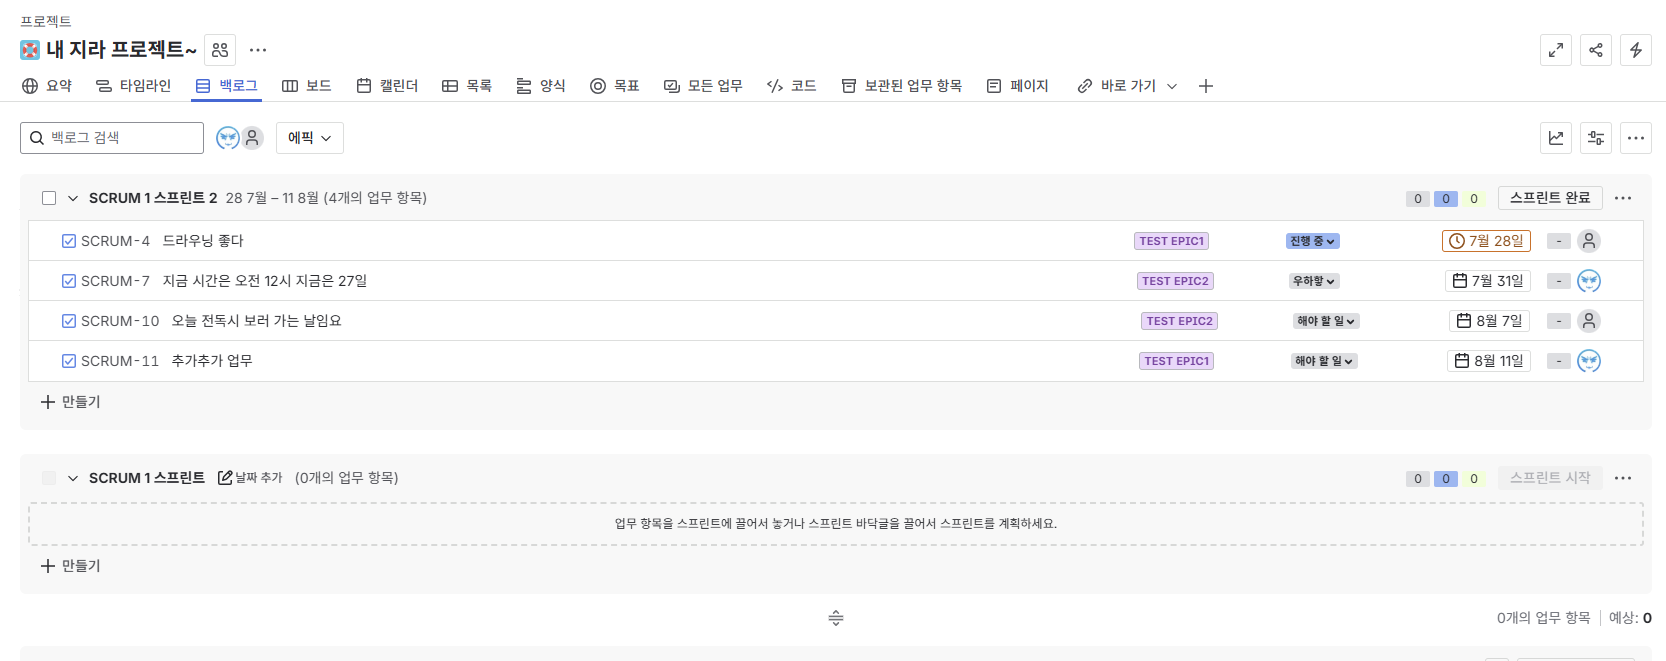 프로젝트
내 지라 프로젝트~
요약 타임라인 백로그 보드 캘린더 목록 양식 목표 모든 업무 코드 보관된 업무 항목 페이지 바로 가기
백로그 검색 에픽
SCRUM 1 스프린트 2 28 7월 – 11 8월 (4개의 업무 항목) 0 0 0 스프린트 완료
SCRUM-4 드라우닝 좋다 TEST EPIC1 진행 중 7월 28일 -
SCRUM-7 지금 시간은 오전 12시 지금은 27일 TEST EPIC2 우하항 7월 31일 -
SCRUM-10 오늘 전독시 보러 가는 날임요 TEST EPIC2 해야 할 일 8월 7일 -
SCRUM-11 추가추가 업무 TEST EPIC1 해야 할 일 8월 11일 -
만들기
SCRUM 1 스프린트 날짜 추가 (0개의 업무 항목) 0 0 0 스프린트 시작
업무 항목을 스프린트에 끌어서 놓거나 스프린트 바닥글을 끌어서 스프린트를 계획하세요.
만들기
0개의 업무 항목 예상: 0